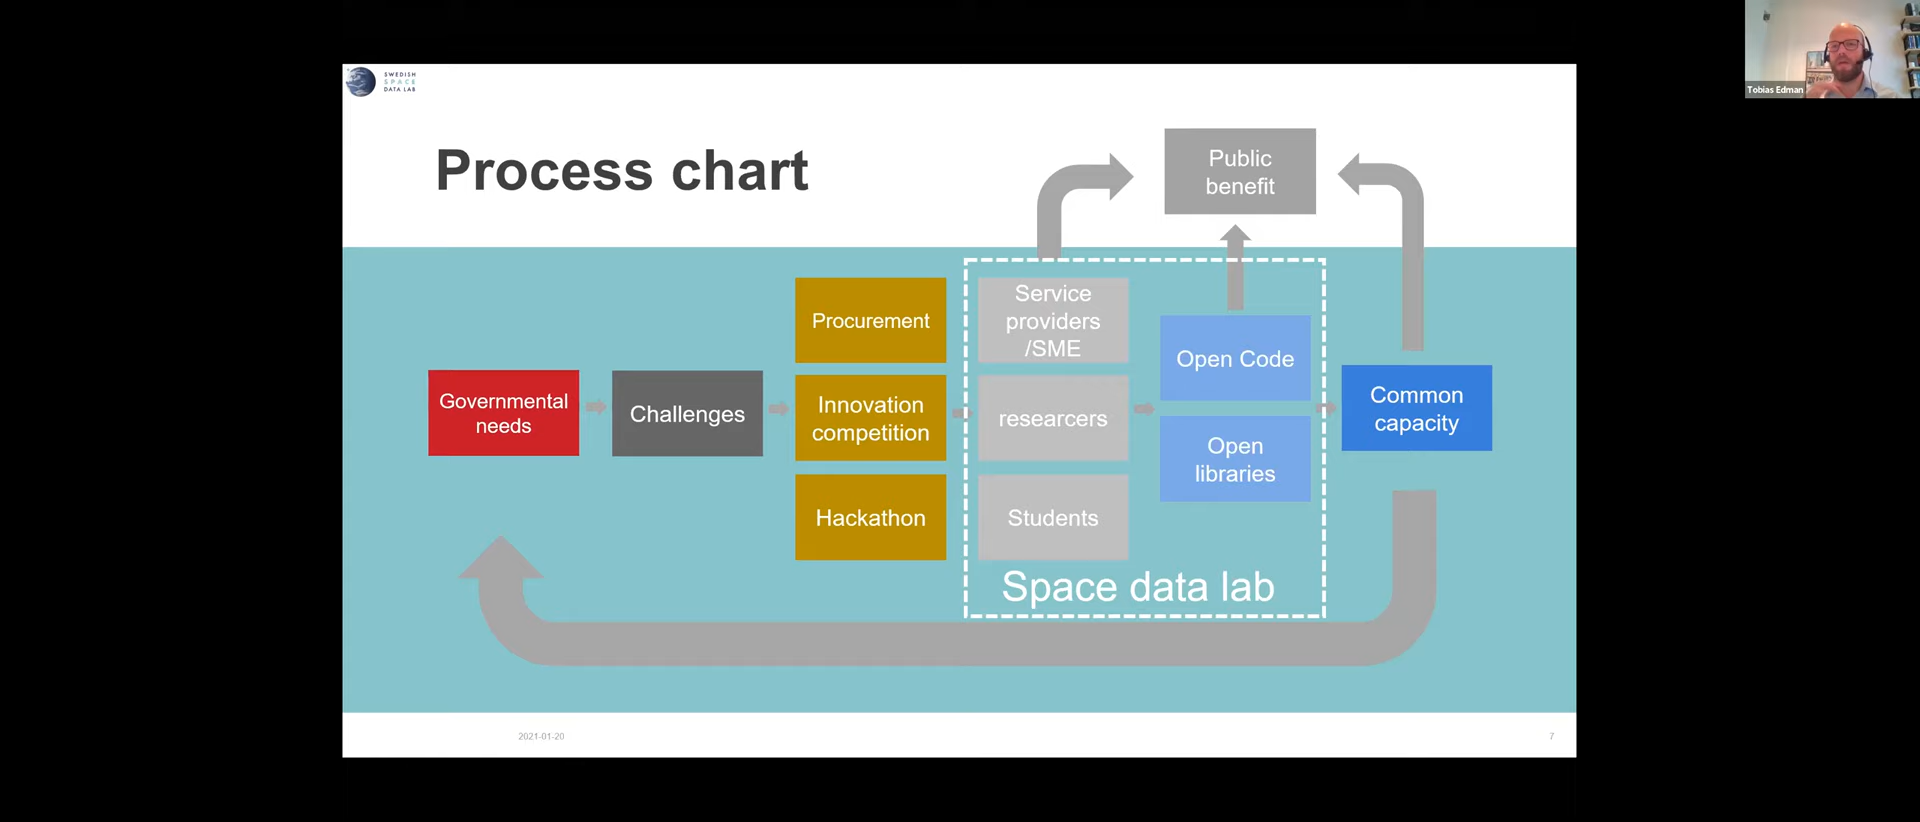 SWEDISH
SPACE
DATA LAB
Tobias Edman
Process chart
Public
benefit
Governmental
needs
Challenges
Procurement
Innovation
competition
Hackathon
Service
providers
/SME
researcers
Students
Open Code
Open
libraries
Space data lab
Common
capacity
2021-01-20
7